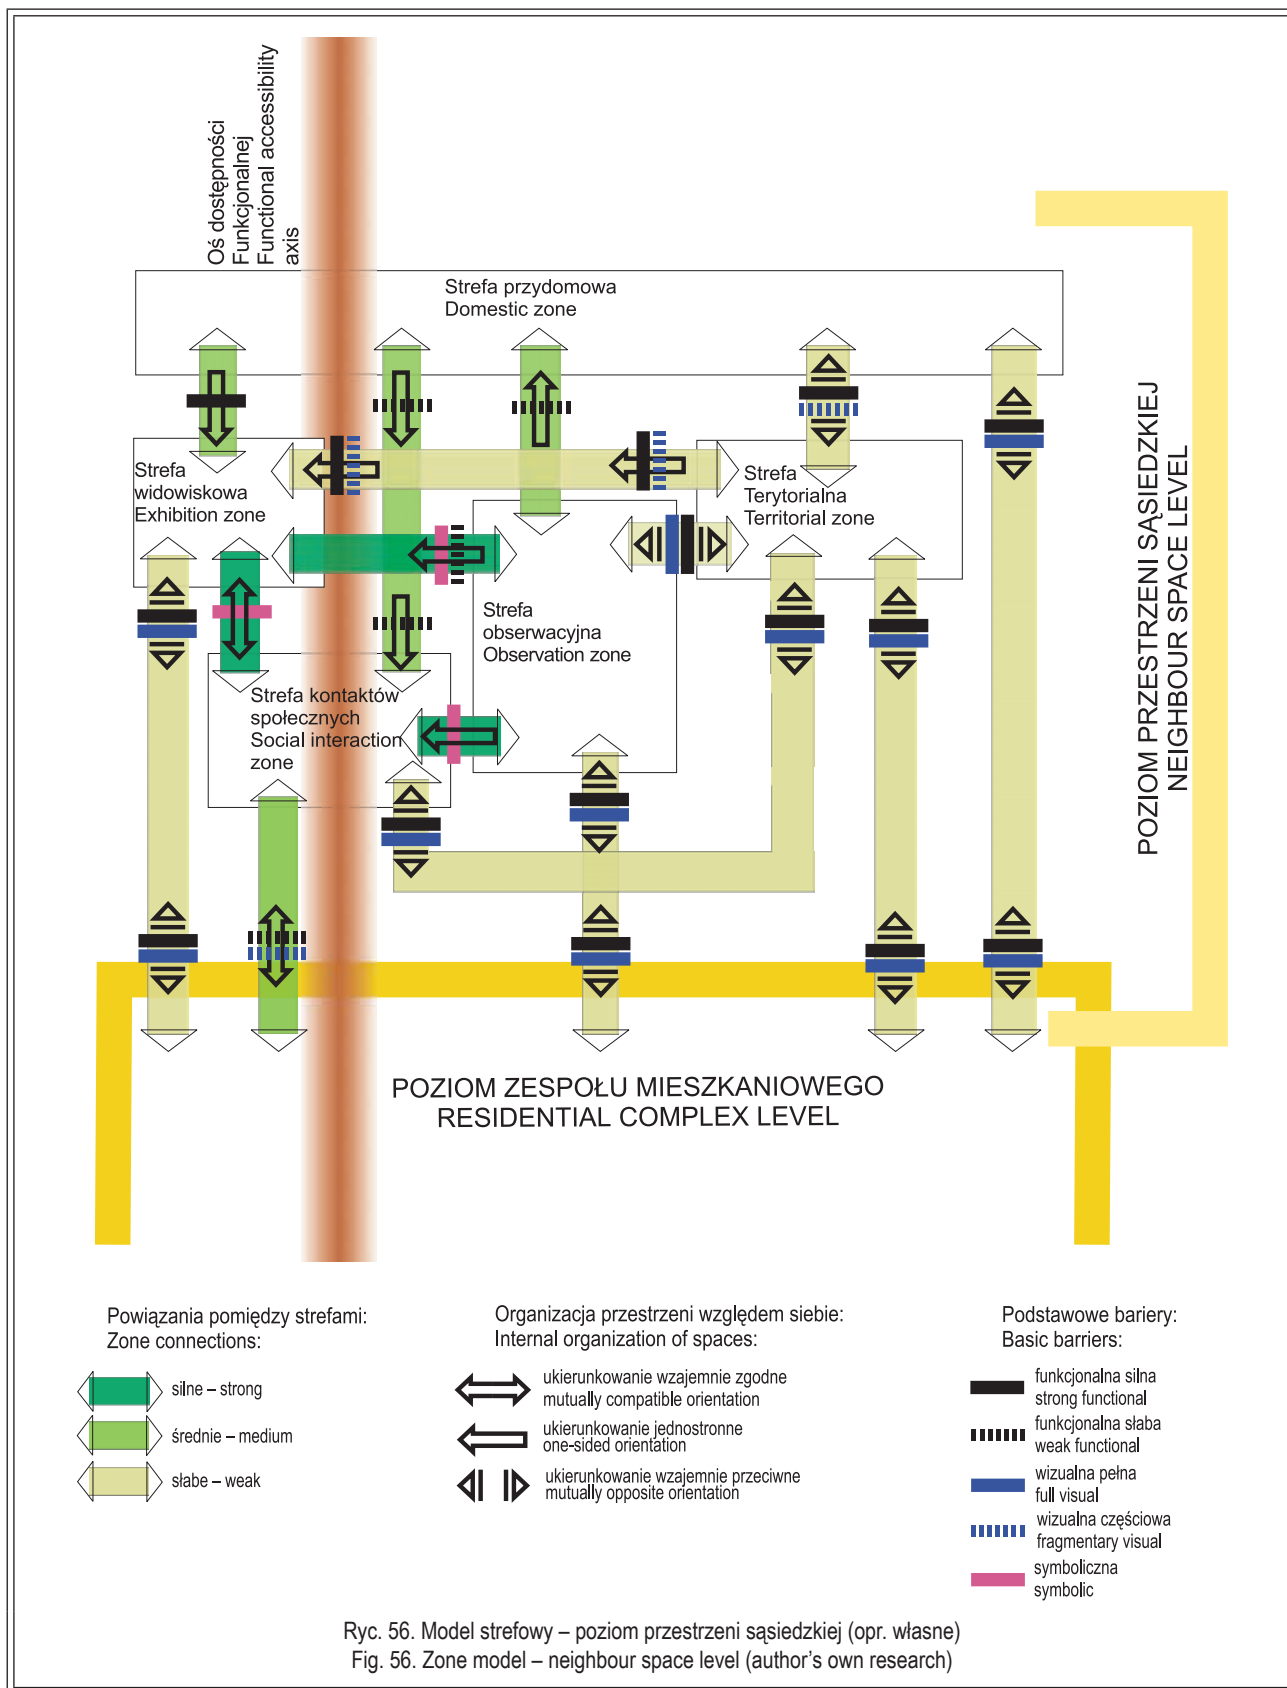 Oś dostępności
Funkcjonalnej
Functional accessibility
axis
Strefa przydomowa
Domestic zone
Strefa
widowiskowa
Exhibition zone
Strefa
Terytorialna
Territorial zone
Strefa
obserwacyjna
Observation zone
Strefa kontaktów
społecznych
Social interaction
zone
POZIOM PRZESTRZENI SĄSIEDZKIEJ
NEIGHBOUR SPACE LEVEL
POZIOM ZESPOŁU MIESZKANIOWEGO
RESIDENTIAL COMPLEX LEVEL
Powiązania pomiędzy strefami:
Zone connections:
silne – strong
średnie – medium
słabe – weak
Organizacja przestrzeni względem siebie:
Internal organization of spaces:
ukierunkowanie wzajemnie zgodne
mutually compatible orientation
ukierunkowanie jednostronne
one-sided orientation
ukierunkowanie wzajemnie przeciwne
mutually opposite orientation
Podstawowe bariery:
Basic barriers:
funkcjonalna silna
strong functional
funkcjonalna słaba
weak functional
wizualna pełna
full visual
wizualna częściowa
fragmentary visual
symboliczna
symbolic
Ryc. 56. Model strefowy – poziom przestrzeni sąsiedzkiej (opr. własne)
Fig. 56. Zone model – neighbour space level (author's own research)